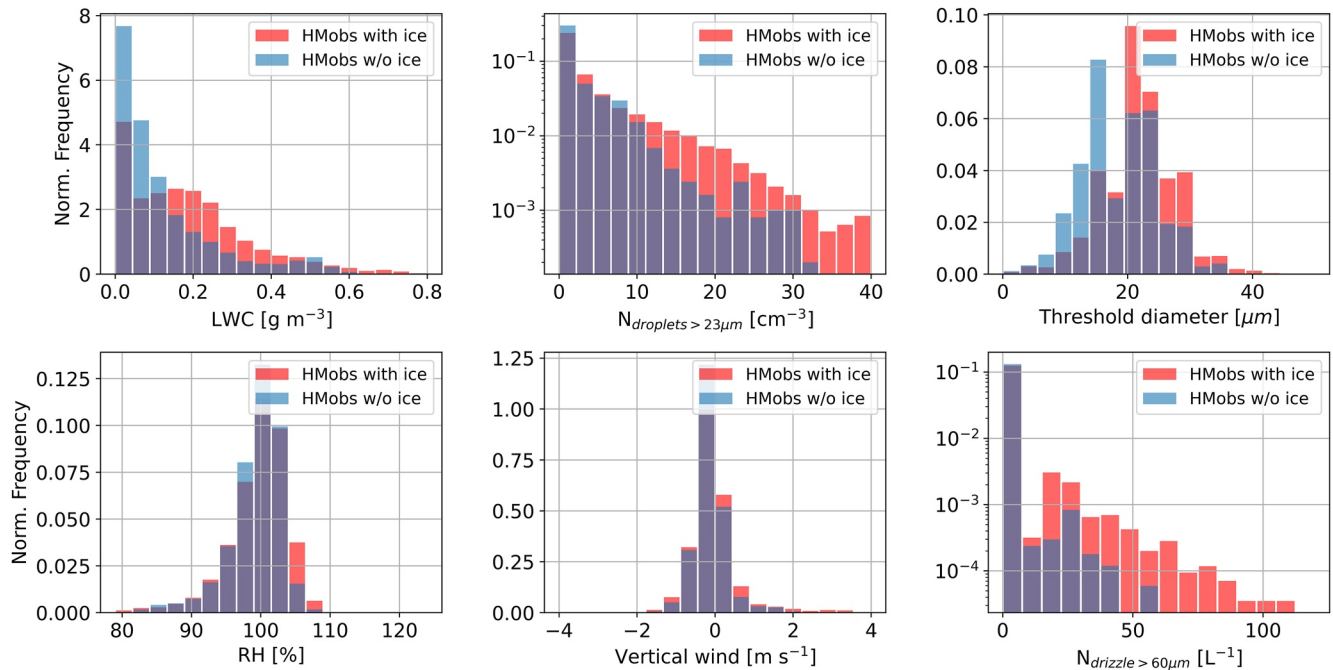 8
6
4
2
0
0.0 0.2 0.4 0.6 0.8
LWC [g m⁻³]
Norm. Frequency
HMobs with ice
HMobs w/o ice
10⁻¹
10⁻²
10⁻³
0 10 20 30 40
N_droplets>23μm [cm⁻³]
HMobs with ice
HMobs w/o ice
0.10
0.08
0.06
0.04
0.02
0.00
0 20 40
Threshold diameter [μm]
HMobs with ice
HMobs w/o ice
0.125
0.100
0.075
0.050
0.025
0.000
80 90 100 110 120
RH [%]
Norm. Frequency
HMobs with ice
HMobs w/o ice
1.25
1.00
0.75
0.50
0.25
0.00
−4 −2 0 2 4
Vertical wind [m s⁻¹]
HMobs with ice
HMobs w/o ice
10⁻¹
10⁻²
10⁻³
10⁻⁴
0 50 100
N_drizzle>60μm [L⁻¹]
HMobs with ice
HMobs w/o ice